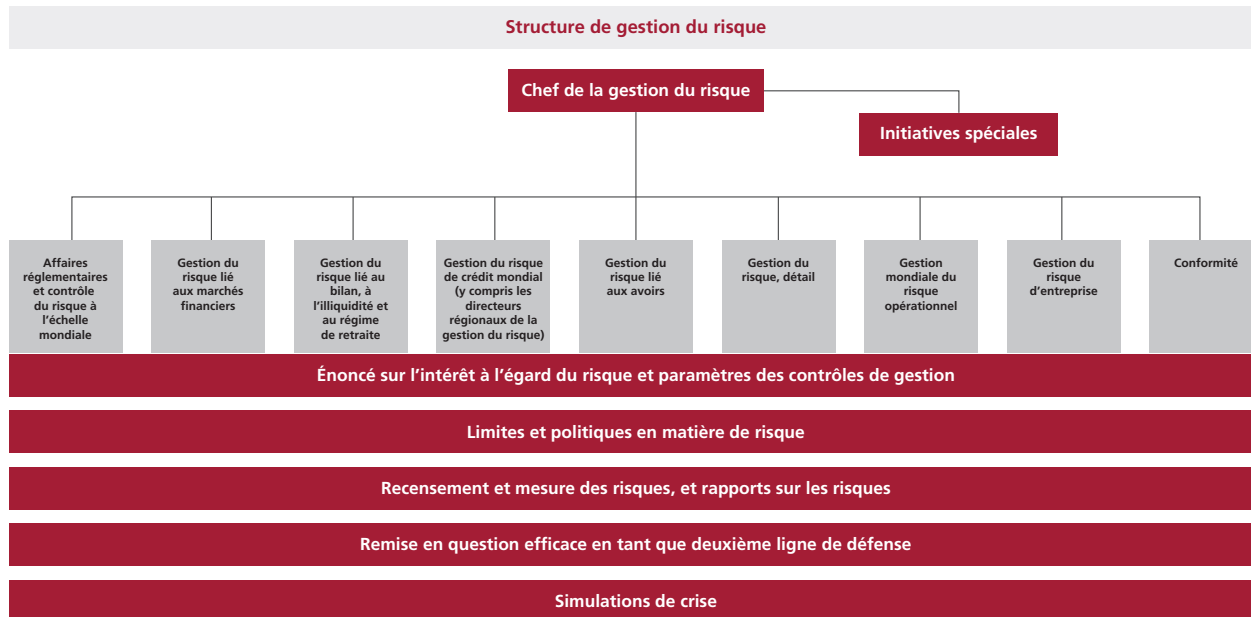 Structure de gestion du risque
Chef de la gestion du risque
Initiatives spéciales
Affaires
réglementaires
et contrôle
du risque à
l’échelle
mondiale
Gestion du
risque lié
aux marchés
financiers
Gestion du
risque lié au
bilan, à
l’illiquidité et
au régime
de retraite
Gestion du risque
de crédit mondial
(y compris les
directeurs
régionaux de la
gestion du risque)
Gestion du
risque lié
aux avoirs
Gestion du
risque, détail
Gestion
mondiale du
risque
opérationnel
Gestion du
risque
d’entreprise
Conformité
Énoncé sur l’intérêt à l’égard du risque et paramètres des contrôles de gestion
Limites et politiques en matière de risque
Recensement et mesure des risques, et rapports sur les risques
Remise en question efficace en tant que deuxième ligne de défense
Simulations de crise